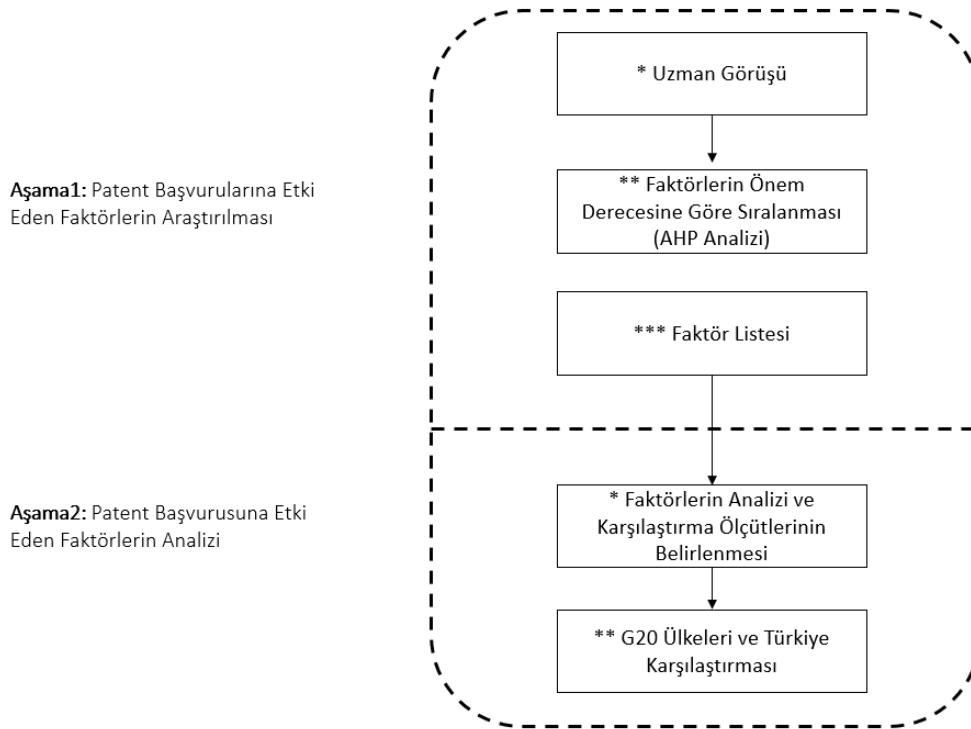 * Uzman Görüşü
Aşama1: Patent Başvurularına Etki
Eden Faktörlerin Araştırılması
** Faktörlerin Önem
Derecesine Göre Sıralanması
(AHP Analizi)
*** Faktör Listesi
Aşama2: Patent Başvurusuna Etki
Eden Faktörlerin Analizi
* Faktörlerin Analizi ve
Karşılaştırma Ölçütlerinin
Belirlenmesi
** G20 Ülkeleri ve Türkiye
Karşılaştırması